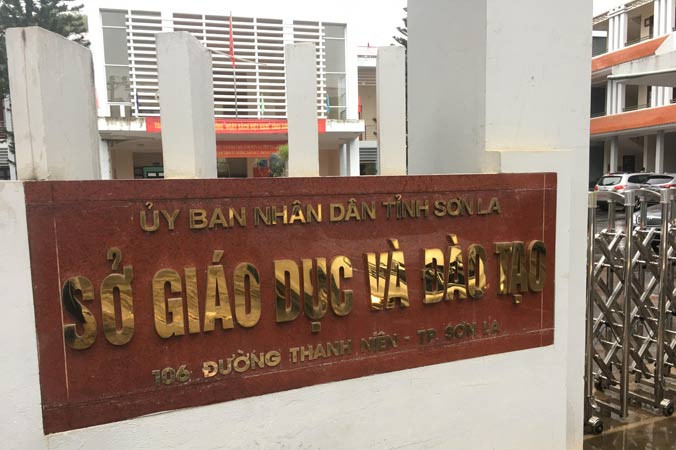 ỦY BAN NHÂN DÂN TỈNH SƠN LA
SỞ GIÁO DỤC VÀ ĐÀO TẠO
106 ĐƯỜNG THANH NIÊN - TP. SƠN LA